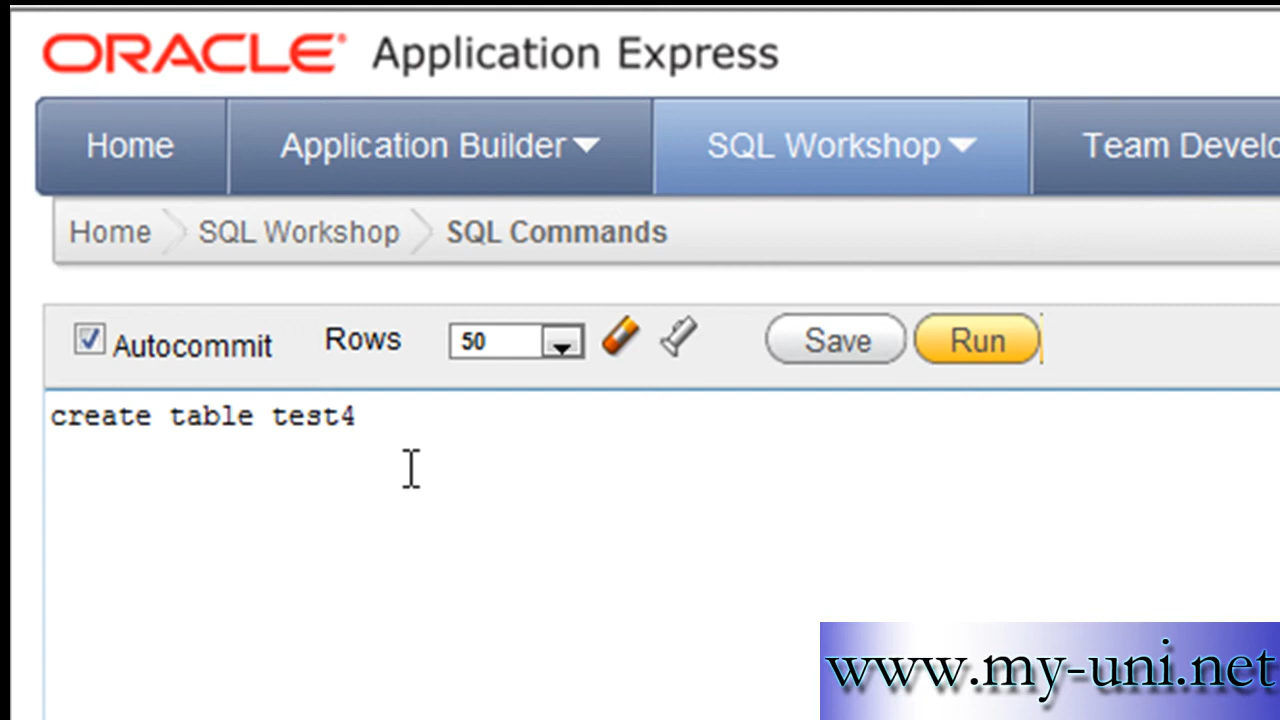 ORACLE Application Express
Home Application Builder SQL Workshop Team Develo
Home SQL Workshop SQL Commands
Autocommit Rows 50 Save Run
create table test4
www.my-uni.net